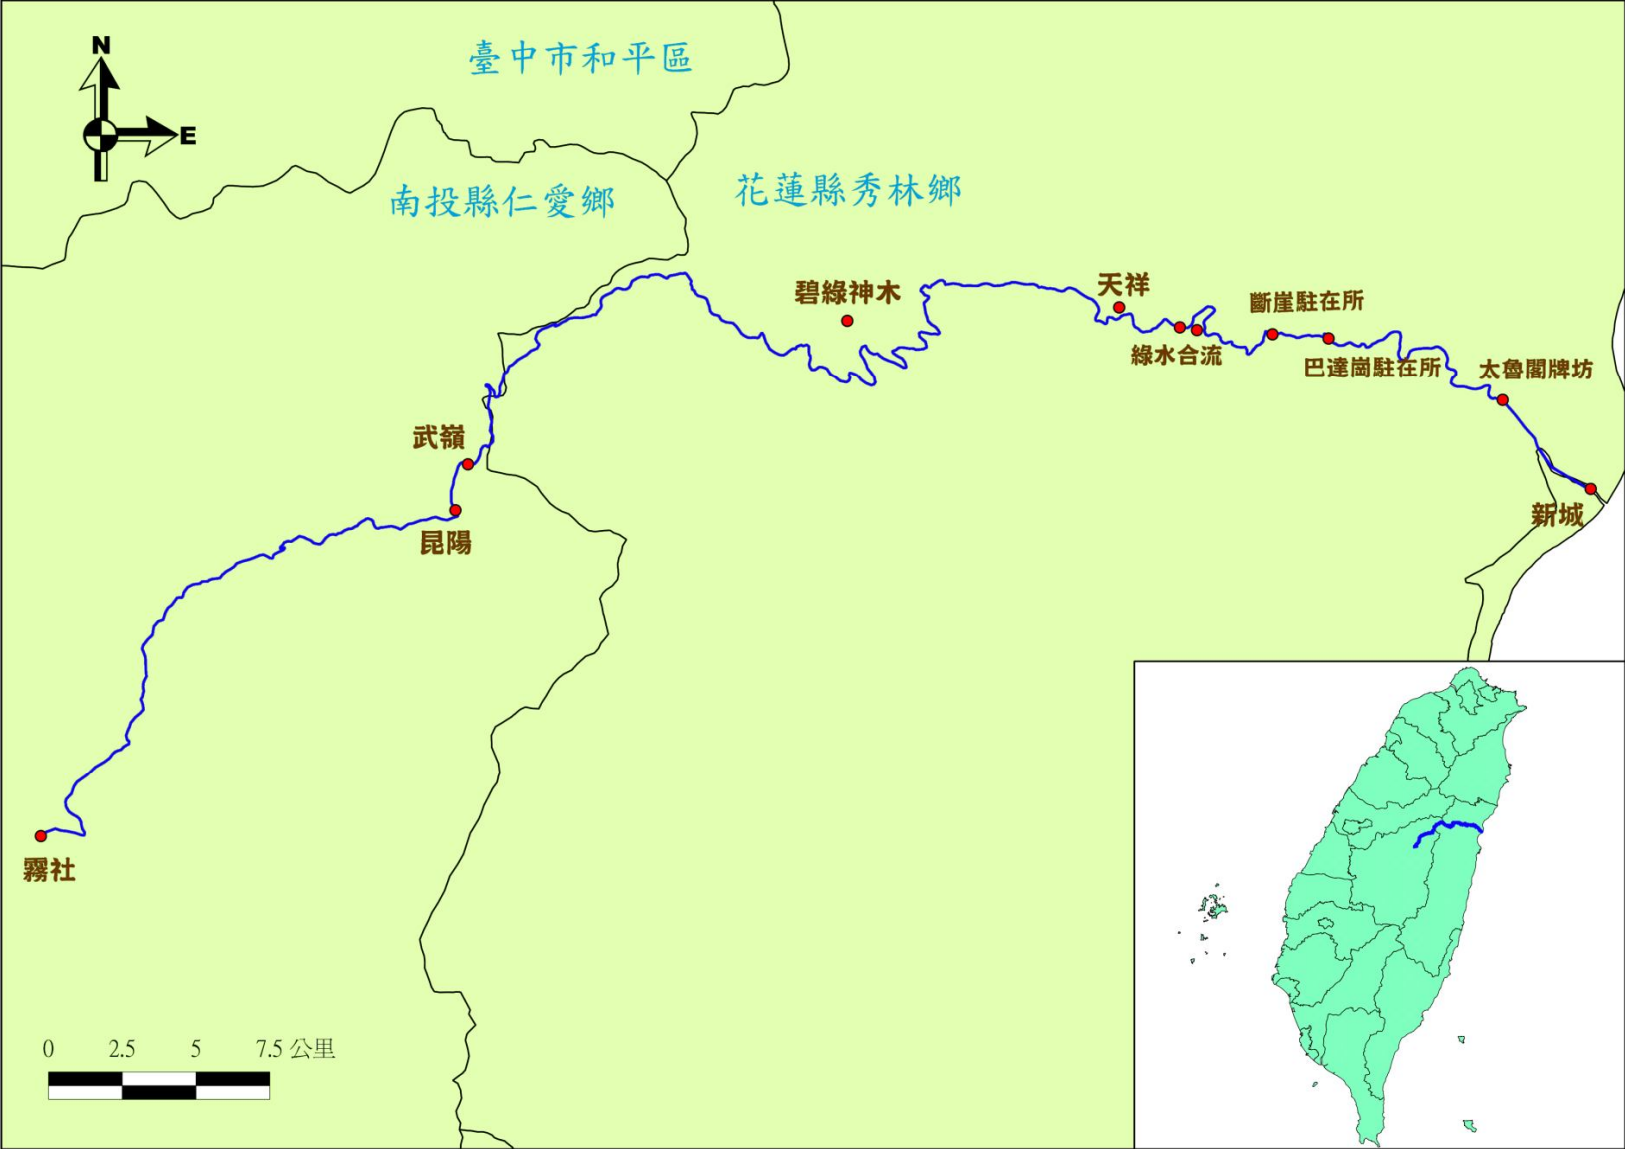 N
E
臺中市和平區
南投縣仁愛鄉
花蓮縣秀林鄉
碧綠神木
天祥
斷崖駐在所
綠水合流
巴達崗駐在所
太魯閣牌坊
武嶺
新城
昆陽
霧社
0 2.5 5 7.5 公里